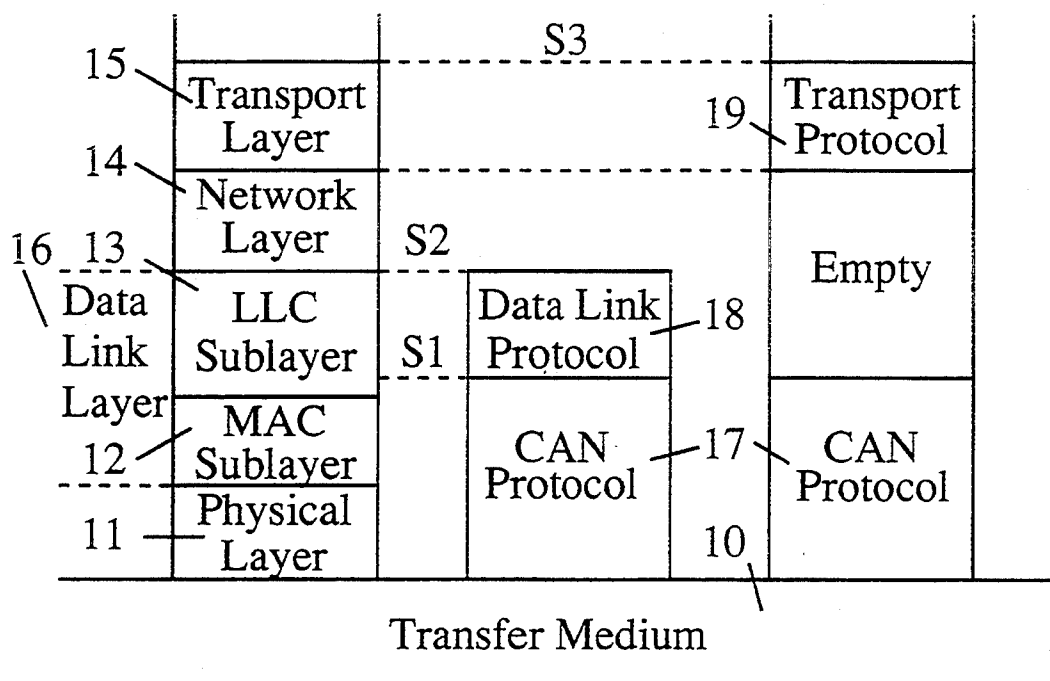 S3
15
Transport
Layer
19
Transport
Protocol
14
Network
Layer
S2
Empty
16
13
Data
Link
Layer
LLC
Sublayer
S1
Data Link
Protocol
18
12
MAC
Sublayer
CAN
Protocol
17
CAN
Protocol
11
Physical
Layer
10
Transfer Medium